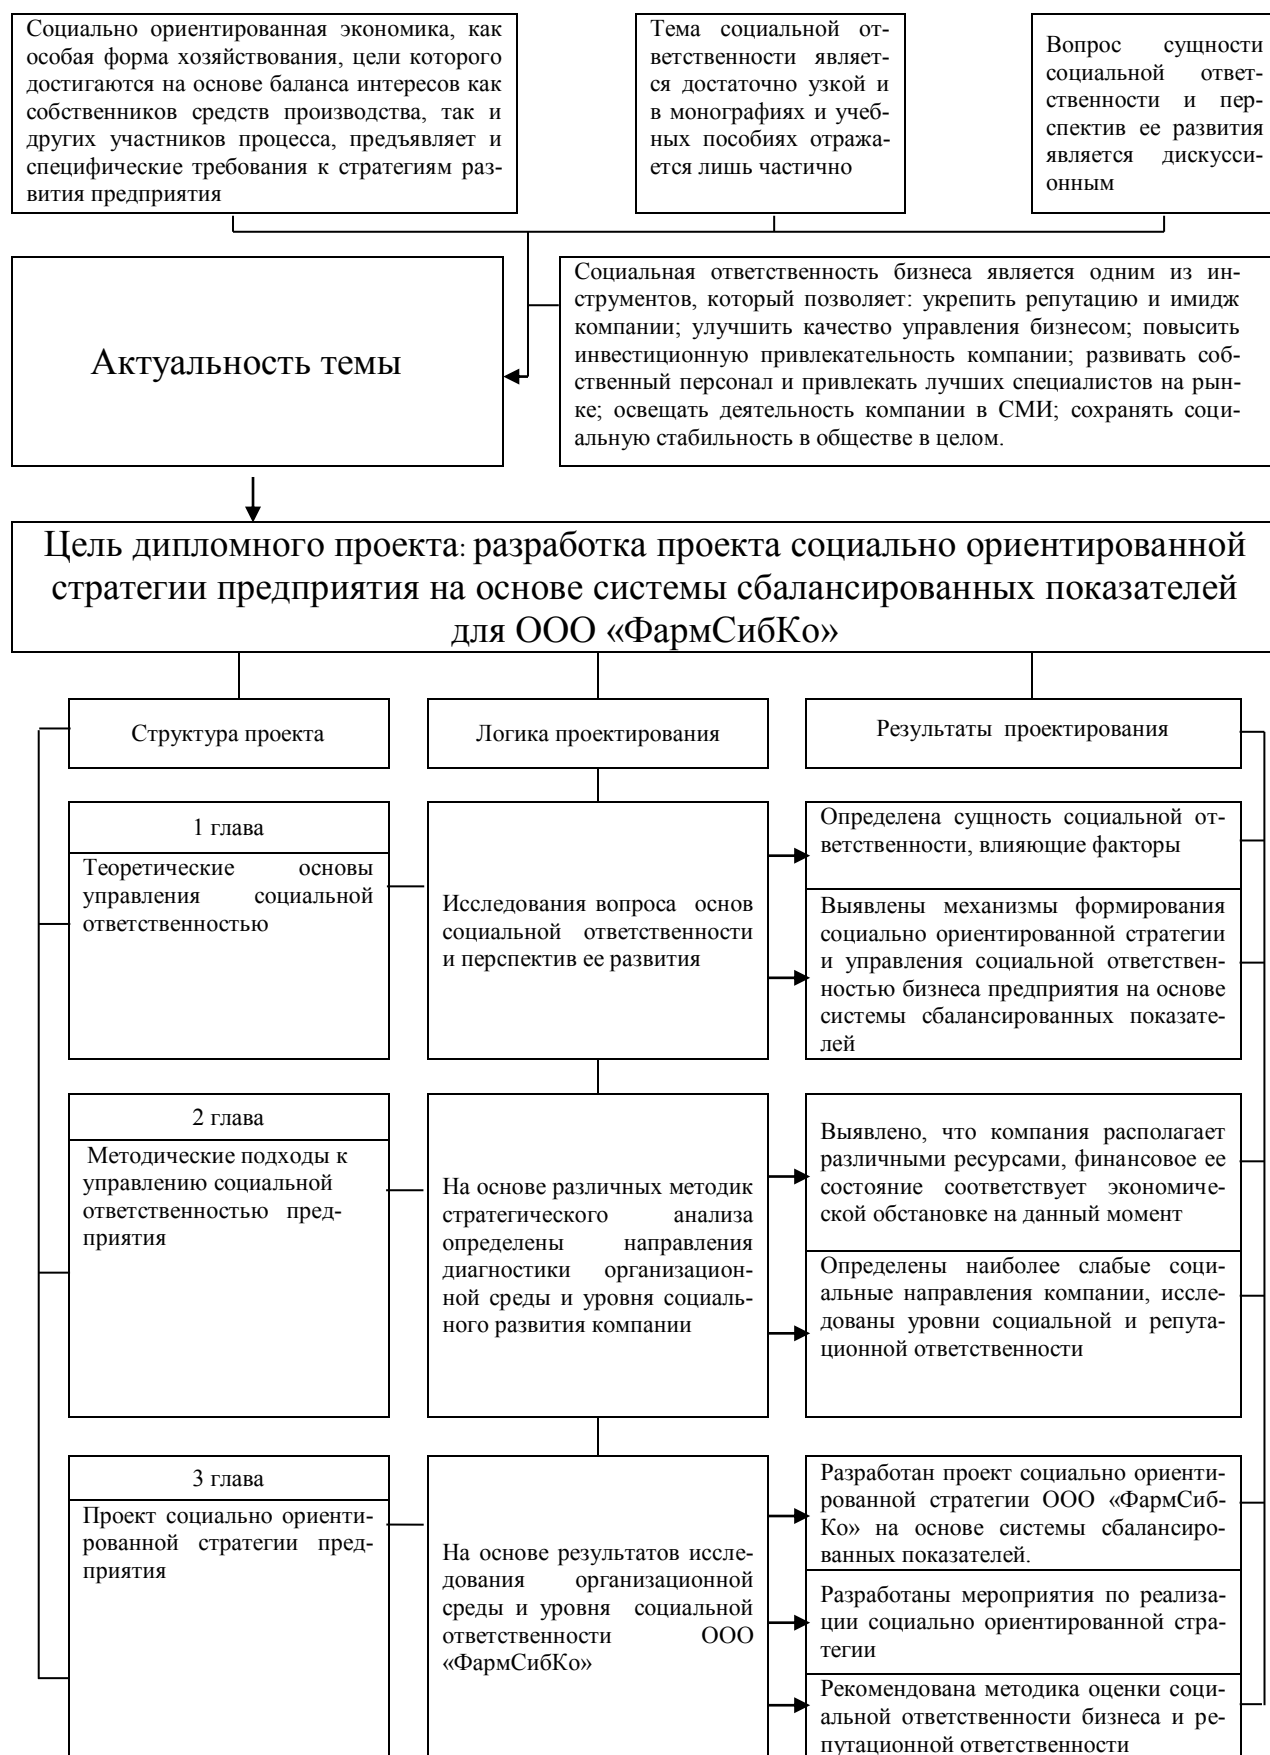 Социально ориентированная экономика, как
особая форма хозяйствования, цели которого
достигаются на основе баланса интересов как
собственников средств производства, так и
других участников процесса, предъявляет и
специфические требования к стратегиям раз-
вития предприятия
Тема социальной от-
ветственности являет-
ся достаточно узкой и
в монографиях и учеб-
ных пособиях отража-
ется лишь частично
Вопрос сущности
социальной ответ-
ственности и пер-
спектив ее развития
является дискусси-
онным
Актуальность темы
Социальная ответственность бизнеса является одним из ин-
струментов, который позволяет: укрепить репутацию и имидж
компании; улучшить качество управления бизнесом; повысить
инвестиционную привлекательность компании; развивать соб-
ственный персонал и привлекать лучших специалистов на рын-
ке; освещать деятельность компании в СМИ; сохранять соци-
альную стабильность в обществе в целом.
Цель дипломного проекта: разработка проекта социально ориентированной
стратегии предприятия на основе системы сбалансированных показателей
для ООО «ФармСибКо»
Структура проекта
Логика проектирования
Результаты проектирования
1 глава
Теоретические основы
управления социальной
ответственностью
Исследования вопроса основ
социальной ответственности
и перспектив ее развития
Определена сущность социальной от-
ветственности, влияющие факторы
Выявлены механизмы формирования
социально ориентированной стратегии
и управления социальной ответствен-
ностью бизнеса предприятия на основе
системы сбалансированных показате-
лей
2 глава
Методические подходы к
управлению социальной
ответственностью пред-
приятия
На основе различных методик
стратегического анализа
определены направления
диагностики организацион-
ной среды и уровня социаль-
ного развития компании
Выявлено, что компания располагает
различными ресурсами, финансовое ее
состояние соответствует экономиче-
ской обстановке на данный момент
Определены наиболее слабые соци-
альные направления компании, иссле-
дованы уровни социальной и репута-
ционной ответственности
3 глава
Проект социально ориенти-
рованной стратегии пред-
приятия
На основе результатов иссле-
дования организационной
среды и уровня социальной
ответственности ООО
«ФармСибКо»
Разработан проект социально ориенти-
рованной стратегии ООО «ФармСиб-
Ко» на основе системы сбалансиро-
ванных показателей.
Разработаны мероприятия по реализа-
ции социально ориентированной стра-
тегии
Рекомендована методика оценки соци-
альной ответственности бизнеса и ре-
путационной ответственности